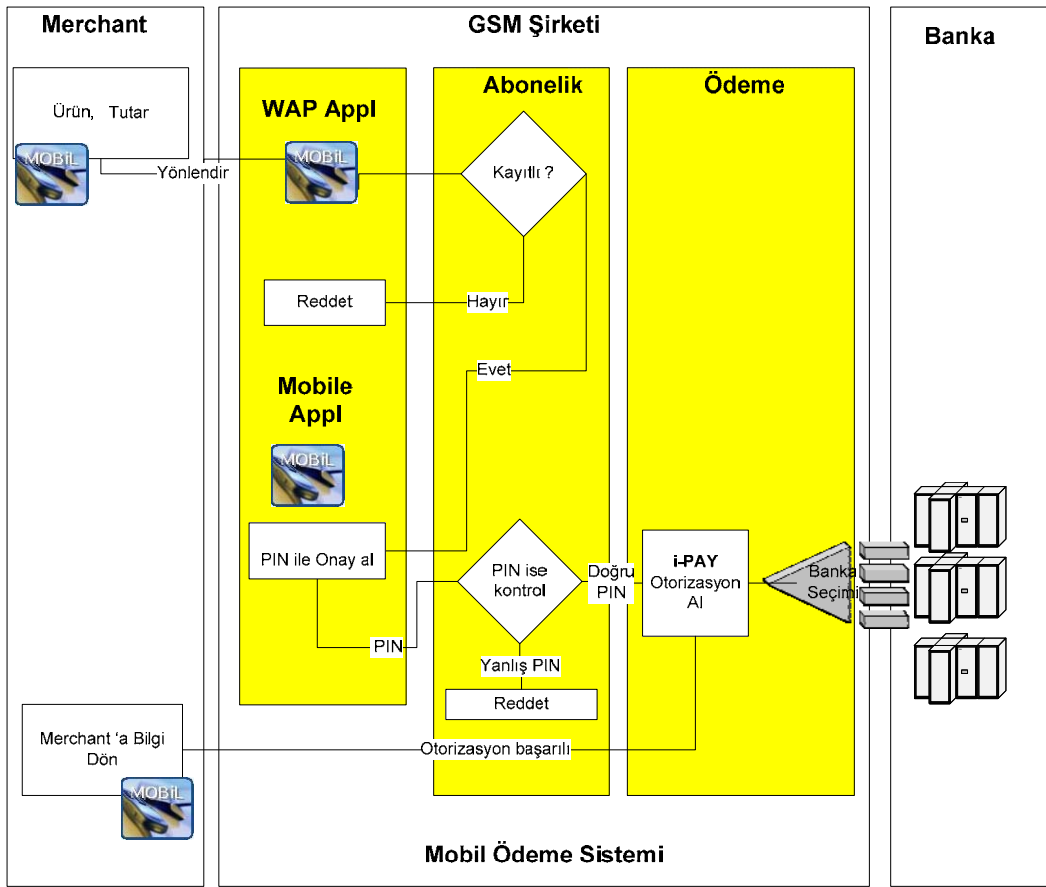 Merchant
GSM Şirketi
Banka
Ürün, Tutar
MOBİL
Yönlendir
WAP Appl
MOBİL
Abonelik
Ödeme
Kayıtlı ?
Reddet
Hayır
Evet
Mobile
Appl
MOBİL
PIN ile Onay al
PIN
PIN ise
kontrol
Doğru
PIN
i-PAY
Otorizasyon
Al
Banka
Seçimi
Yanlış PIN
Reddet
Merchant ‘a Bilgi
Dön
MOBİL
Otorizasyon başarılı
Mobil Ödeme Sistemi